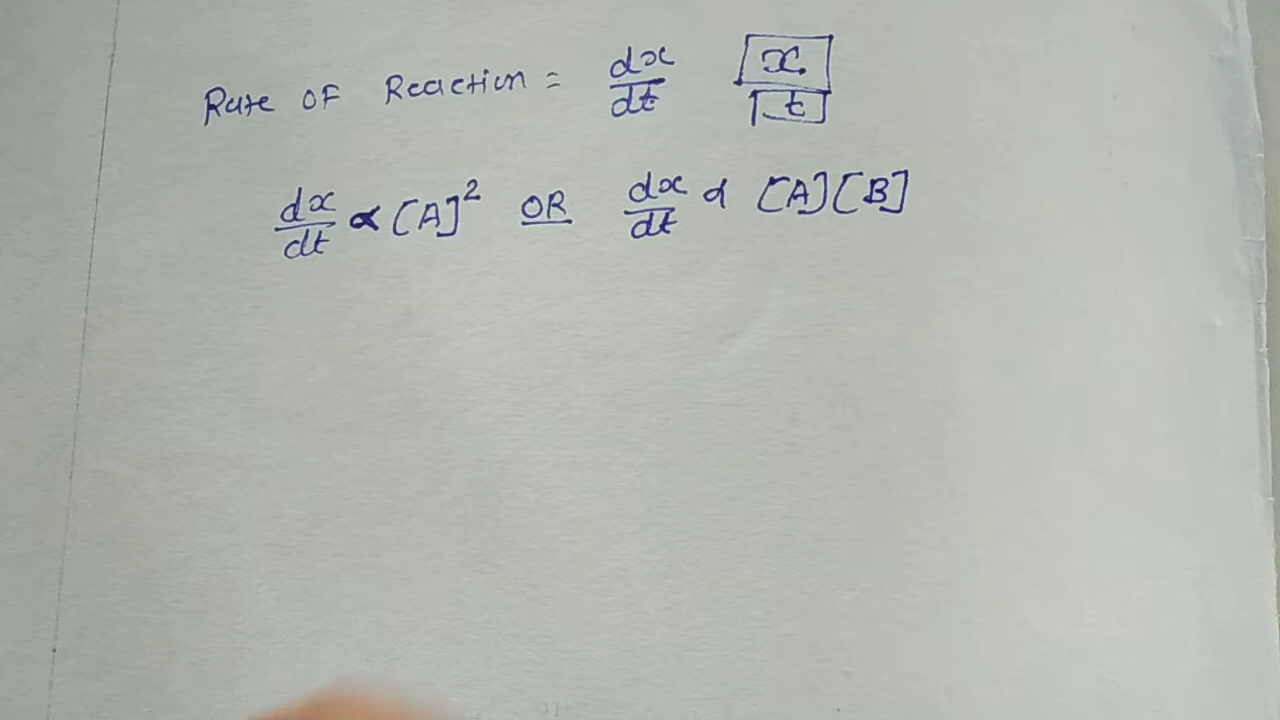 Rate OF Reaction = dx/dt x/t
dx/dt ∝ [A]² OR dx/dt ∝ [A][B]